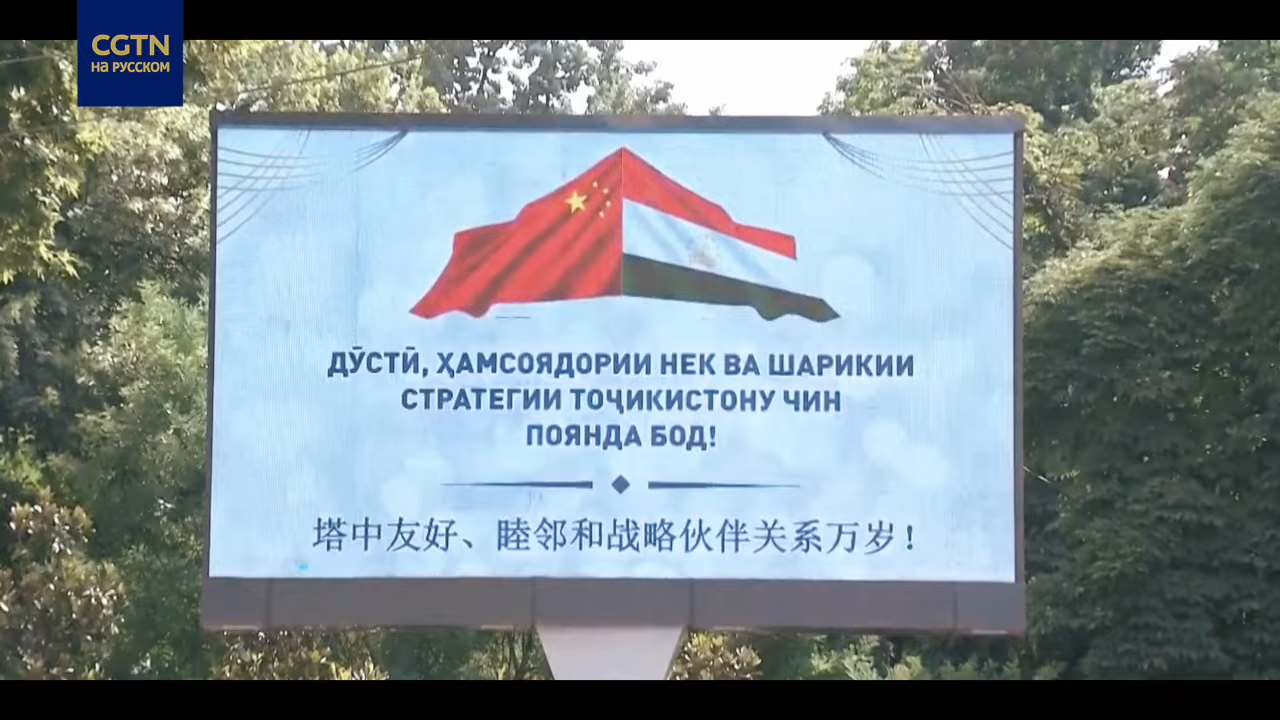 CGTN
на русском
ДӮСТӢ, ҲАМСОЯДОРИИ НЕК ВА ШАРИКИИ
СТРАТЕГИИ ТОҶИКИСТОНУ ЧИН
ПОЯНДА БОД!
塔中友好、睦邻和战略伙伴关系万岁！